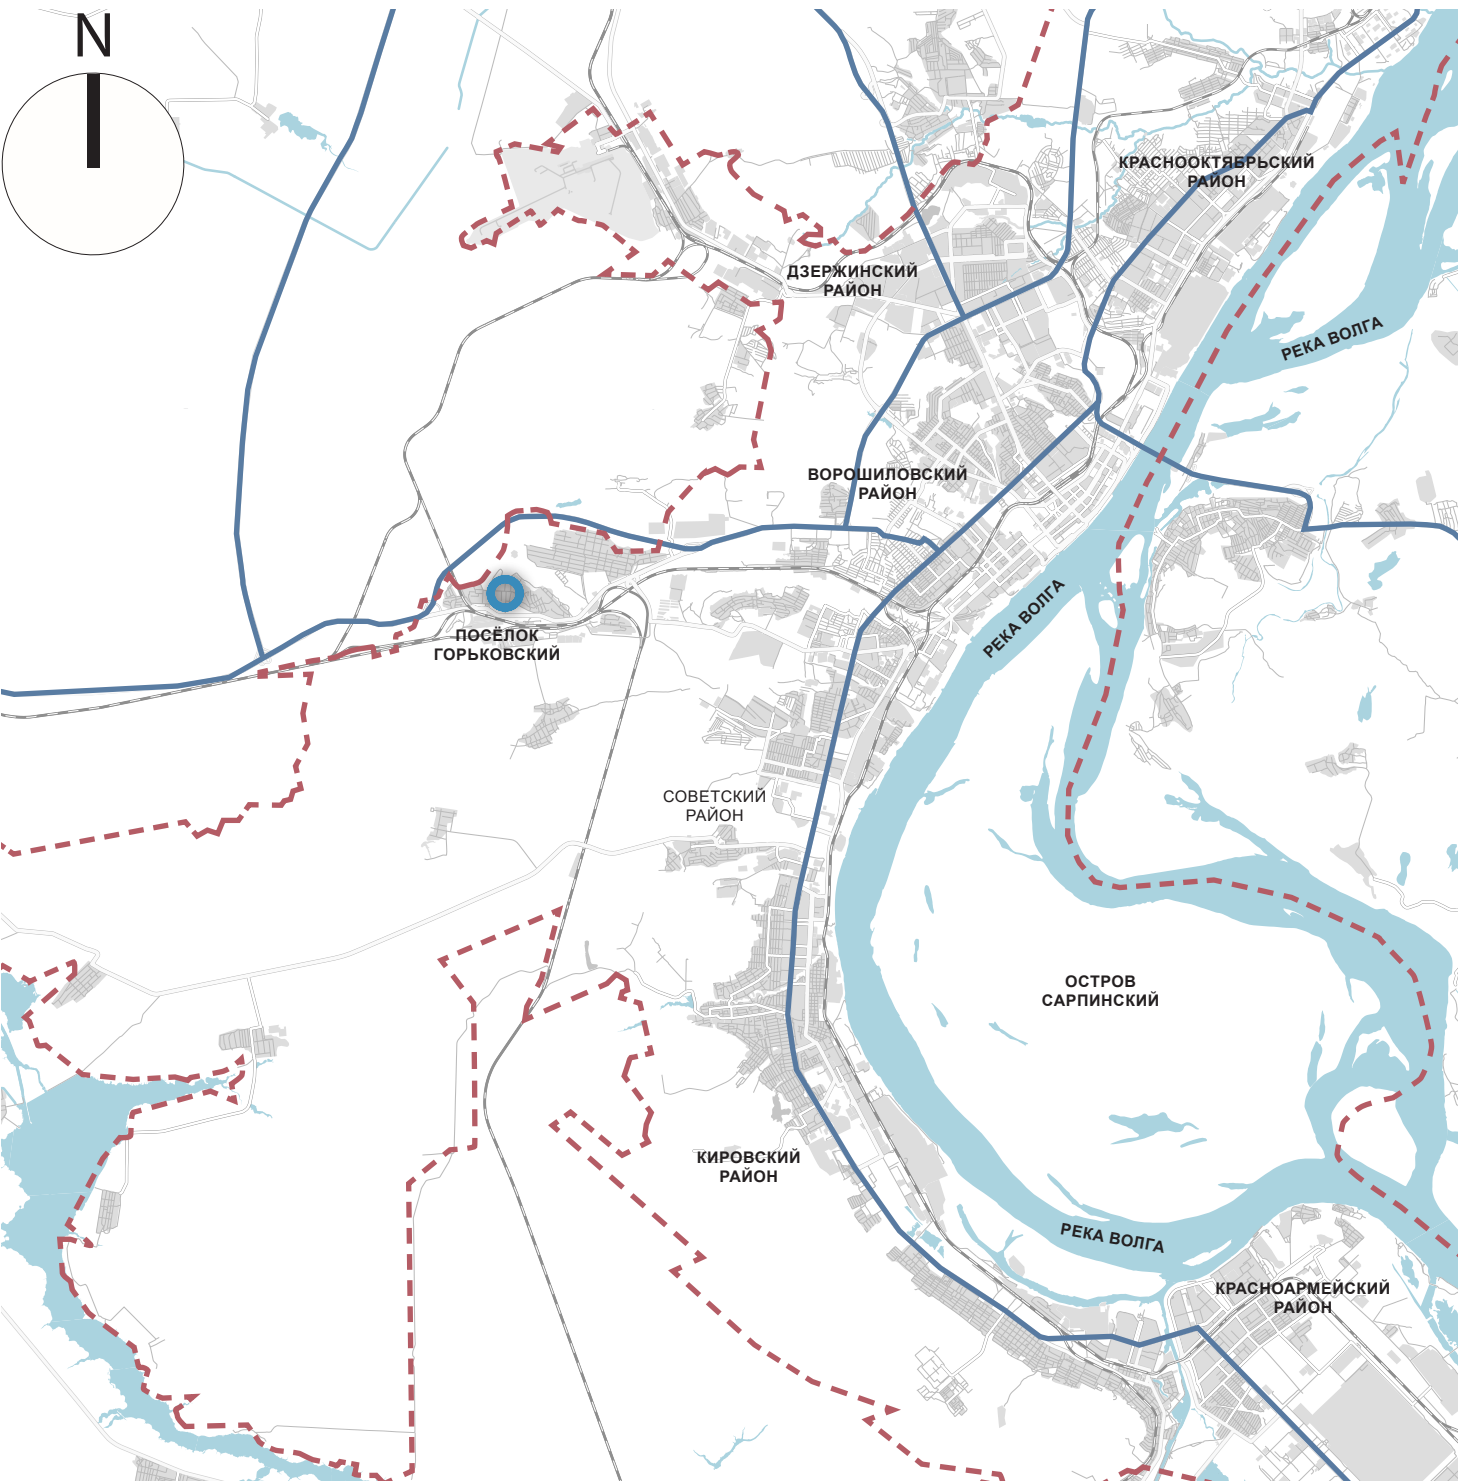 N
КРАСНООКТЯБРЬСКИЙ
РАЙОН
ДЗЕРЖИНСКИЙ
РАЙОН
РЕКА ВОЛГА
ВОРОШИЛОВСКИЙ
РАЙОН
РЕКА ВОЛГА
ПОСЁЛОК
ГОРЬКОВСКИЙ
СОВЕТСКИЙ
РАЙОН
ОСТРОВ
САРПИНСКИЙ
КИРОВСКИЙ
РАЙОН
РЕКА ВОЛГА
КРАСНОАРМЕЙСКИЙ
РАЙОН